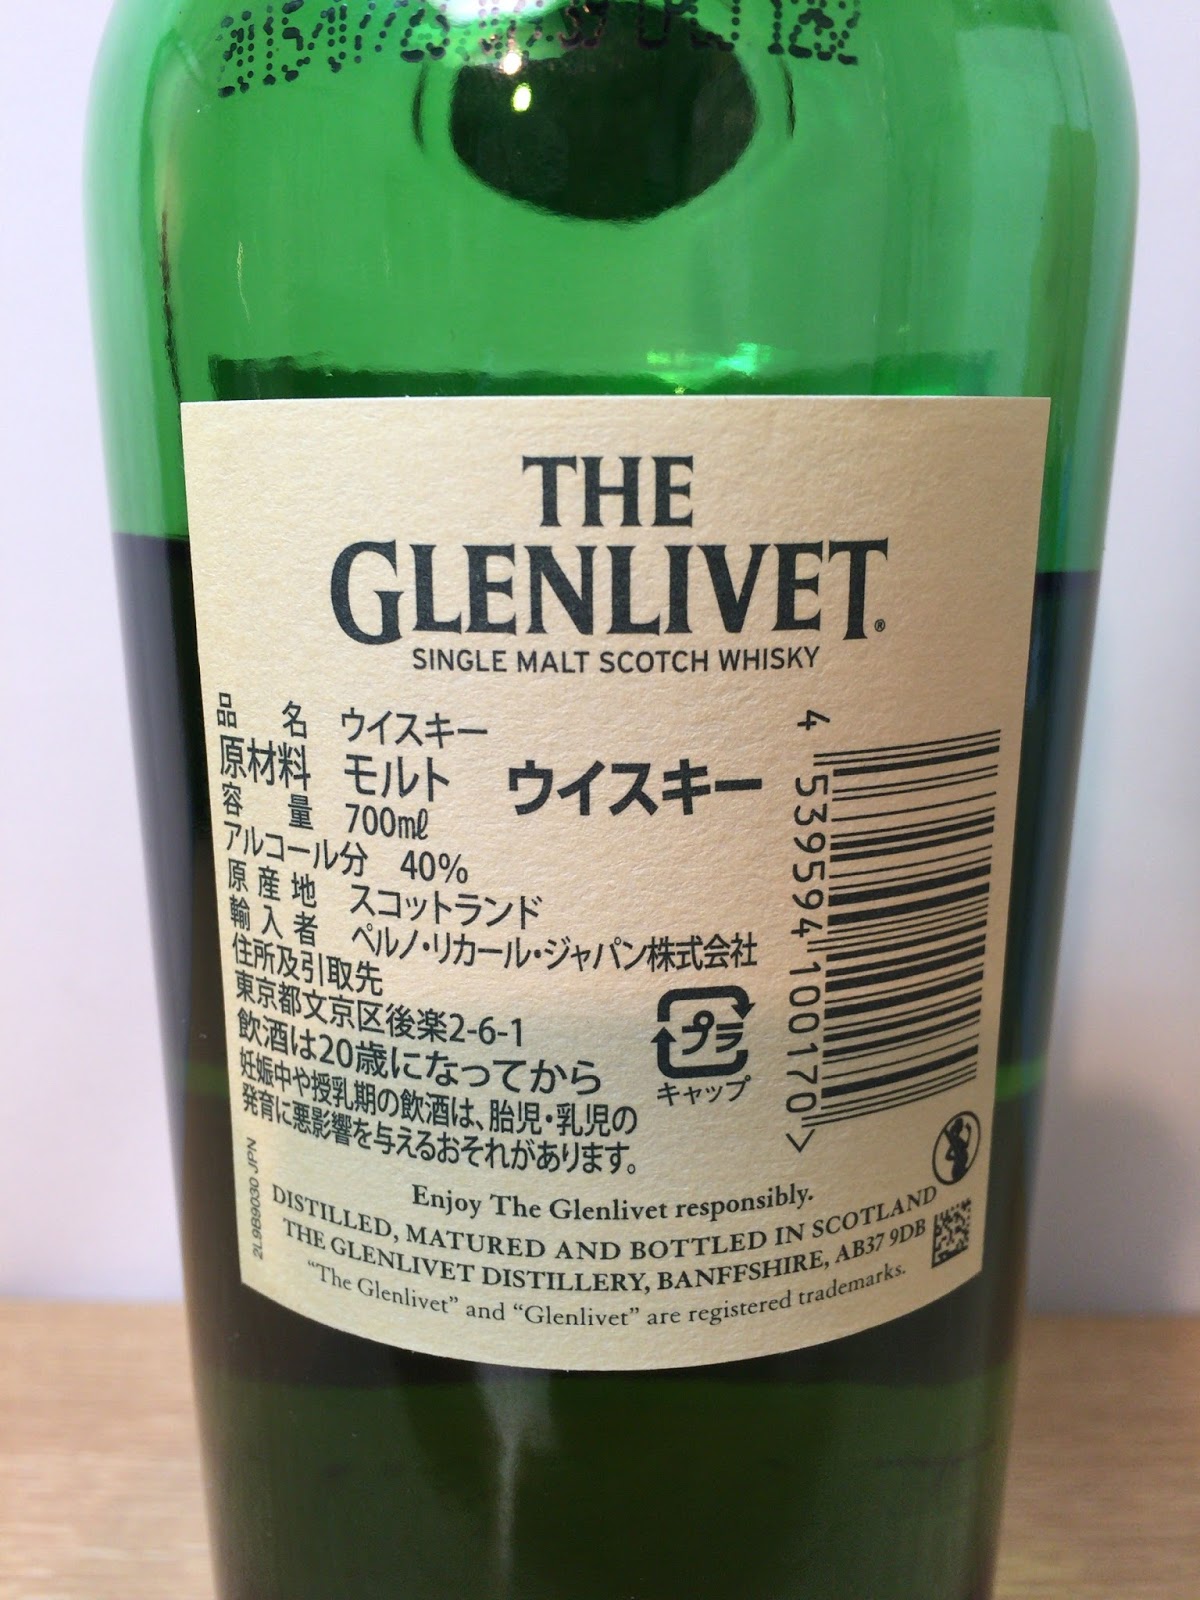 THE
GLENLIVET®
SINGLE MALT SCOTCH WHISKY
品 名 ウイスキー
原材料 モルト ウイスキー
容 量 700mℓ
アルコール分 40%
原産地 スコットランド
輸入者 ペルノ・リカール・ジャパン株式会社
住所及引取先
東京都文京区後楽2-6-1
飲酒は20歳になってから
妊娠中や授乳期の飲酒は、胎児・乳児の
発育に悪影響を与えるおそれがあります。
プラ
キャップ
4 539594 100170 >
2L9B9030 JPN
Enjoy The Glenlivet responsibly.
DISTILLED, MATURED AND BOTTLED IN SCOTLAND
THE GLENLIVET DISTILLERY, BANFFSHIRE, AB37 9DB
“The Glenlivet” and “Glenlivet” are registered trademarks.